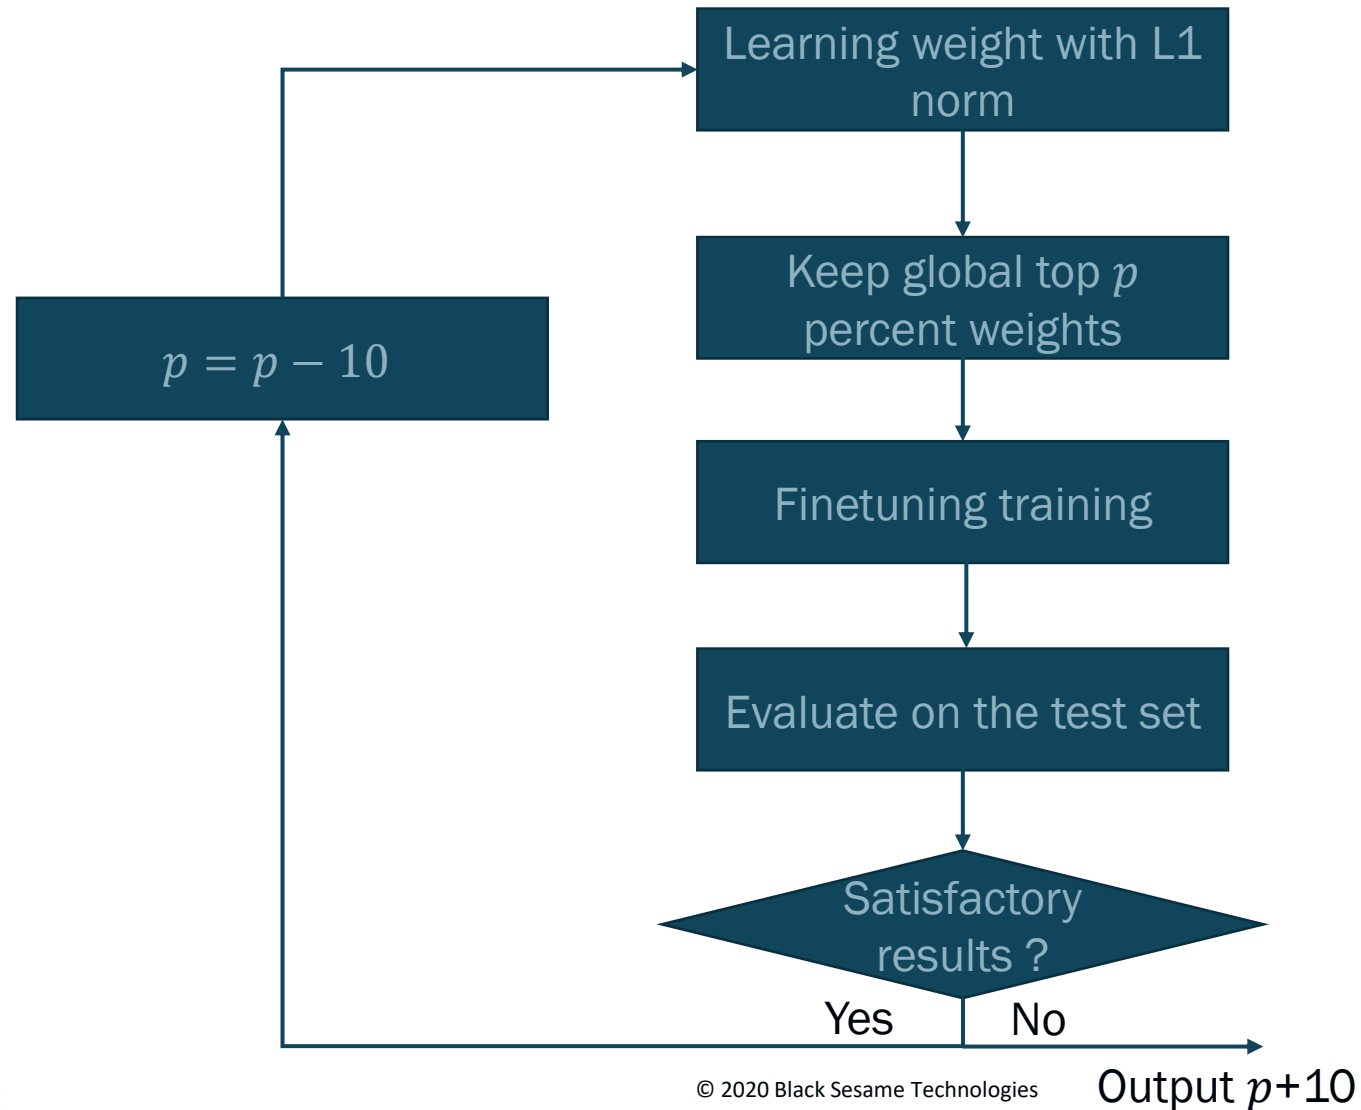 Learning weight with L1
norm
Keep global top p
percent weights
p = p − 10
Finetuning training
Evaluate on the test set
Satisfactory
results ?
Yes
No
© 2020 Black Sesame Technologies
Output p+10